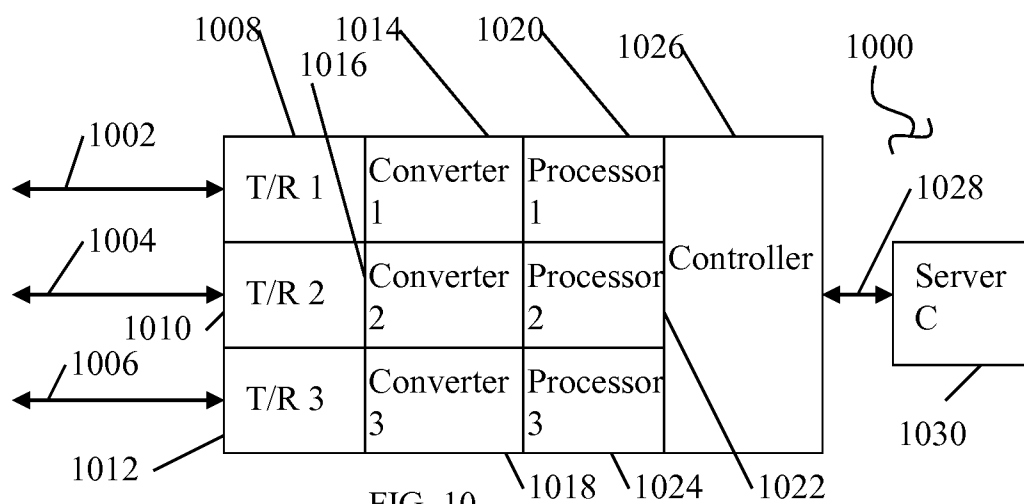 1008
1014
1020
1026
1000
1016
1002
T/R 1
Converter
1
Processor
1
1028
1004
T/R 2
Converter
2
Processor
2
Controller
Server
C
1010
1006
T/R 3
Converter
3
Processor
3
1030
1012
1018
1024
1022
FIG. 10